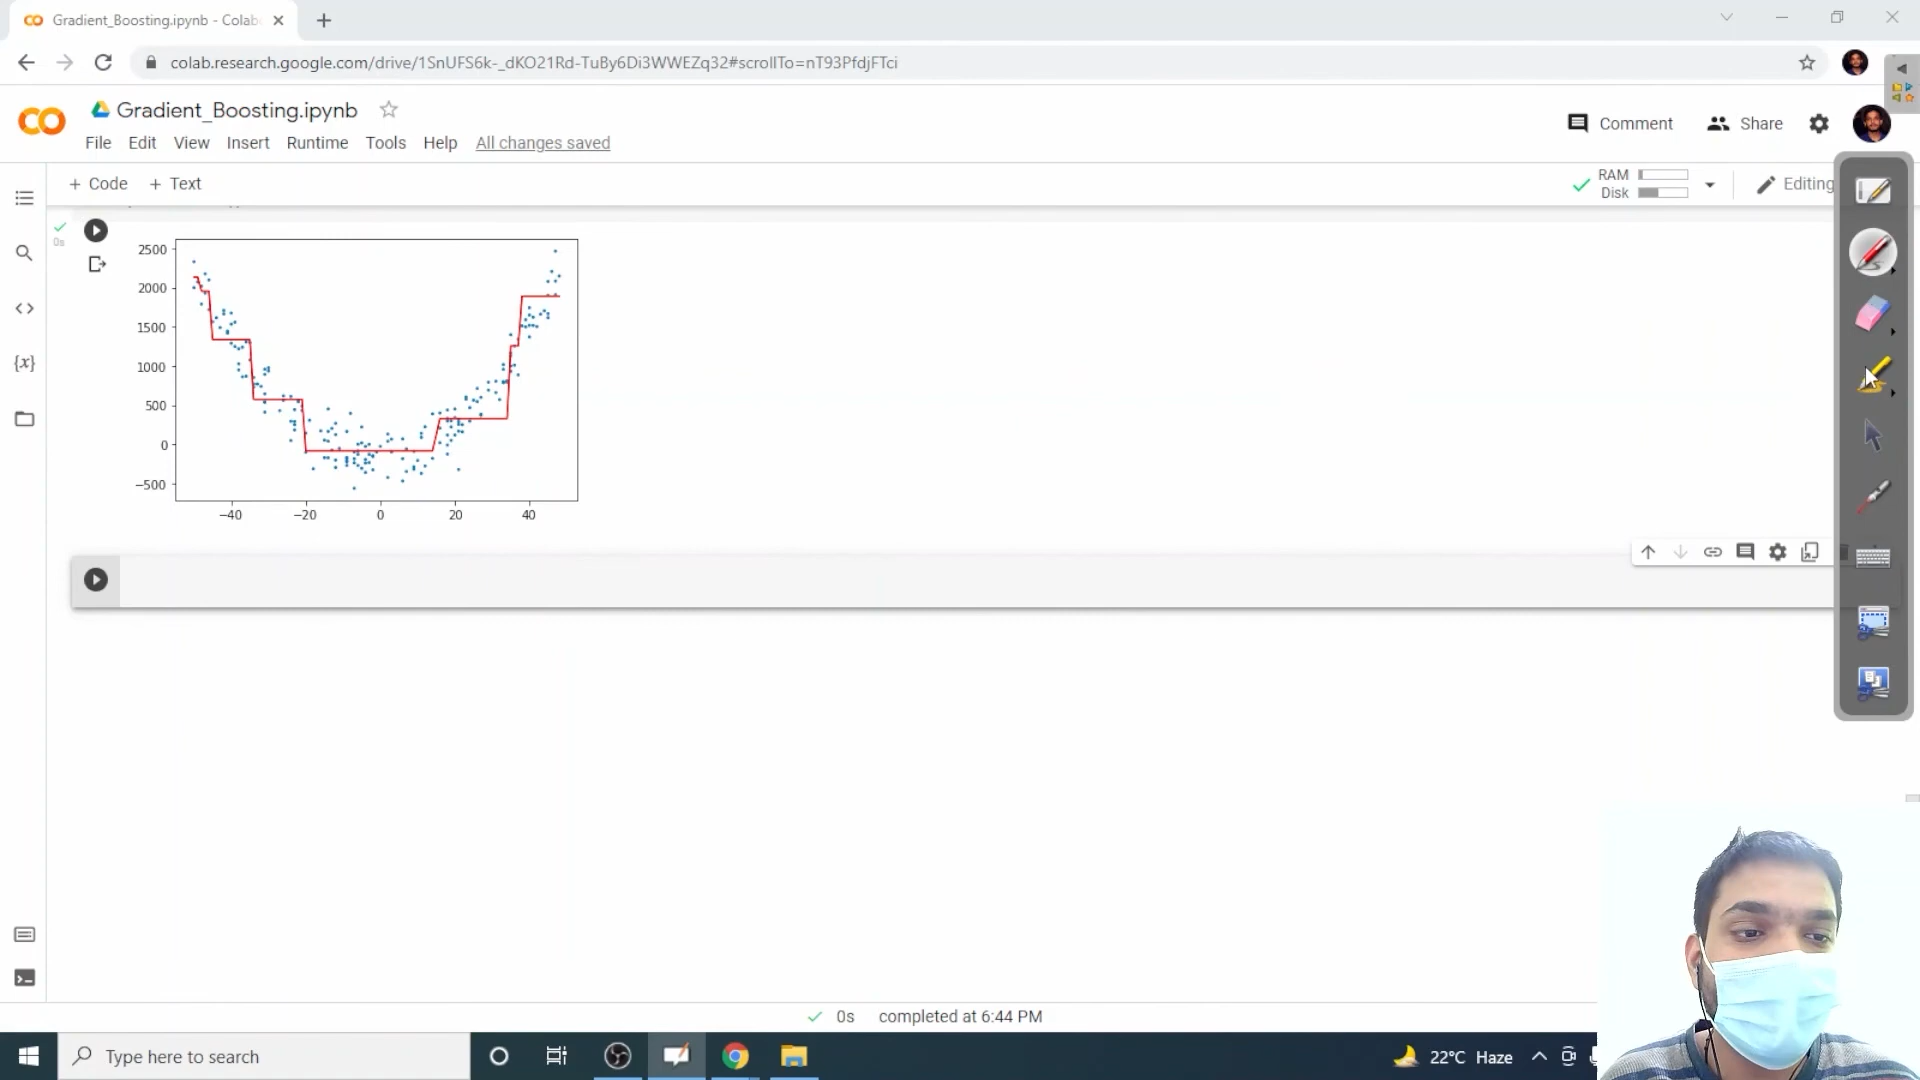 Gradient_Boosting.ipynb - Colab
colab.research.google.com/drive/1SnUFS6k-_dKO21Rd-TuBy6Di3WWEZq32#scrollTo=nT93PfdjFTci
Gradient_Boosting.ipynb
File Edit View Insert Runtime Tools Help All changes saved
Comment Share
+ Code + Text
RAM
Disk
Editing
0s
{x}
2500
2000
1500
1000
500
0
−500
−40 −20 0 20 40
0s completed at 6:44 PM
Type here to search
22°C Haze